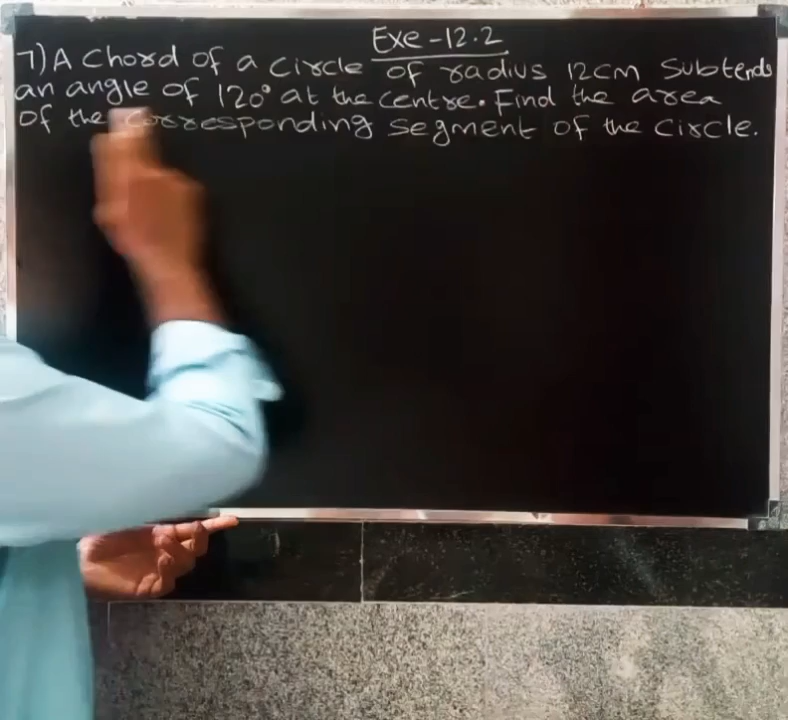 Exe-12.2
7) A Chord of a Circle of radius 12cm Subtends
an angle of 120° at the centre. Find the area
of the corresponding segment of the circle.